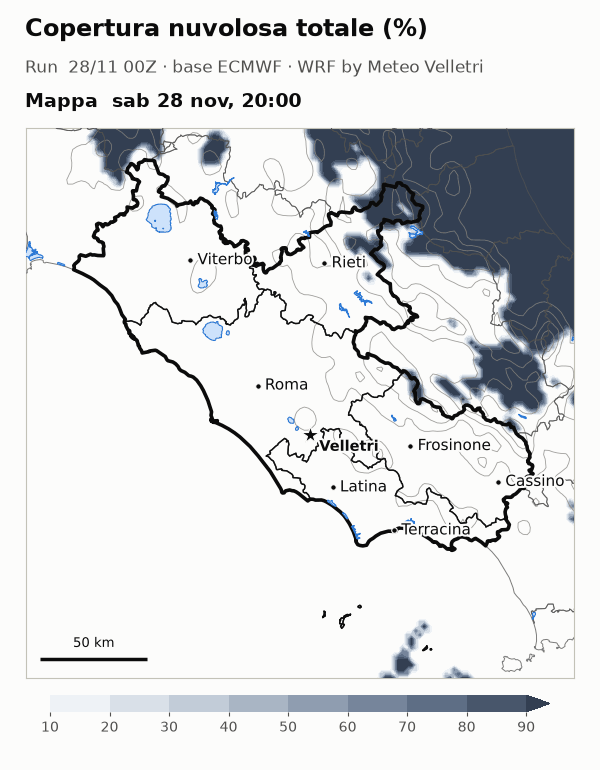 Copertura nuvolosa totale (%)
Run  28/11 00Z · base ECMWF · WRF by Meteo Velletri
Mappa  sab 28 nov, 20:00
Viterbo
Rieti
Roma
Velletri
Frosinone
Latina
Cassino
Terracina
50 km
10 20 30 40 50 60 70 80 90